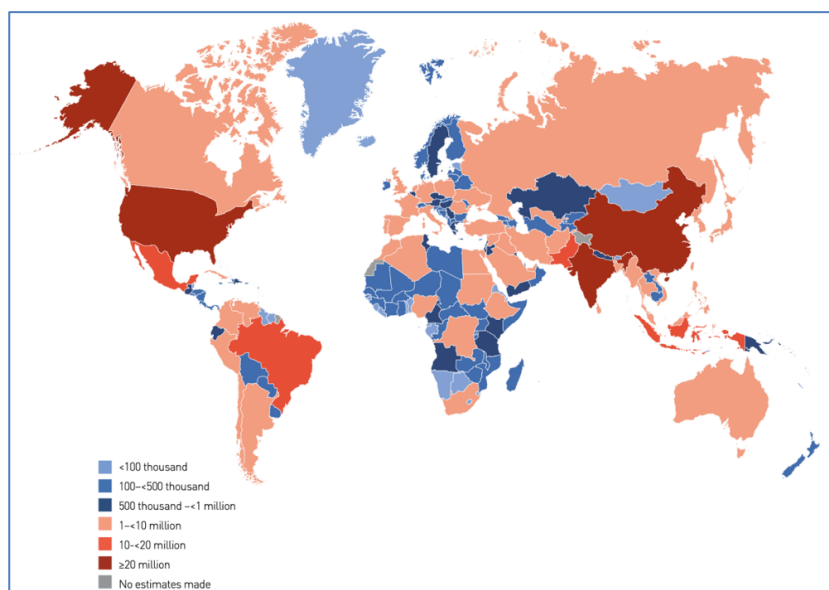 <100 thousand
100–<500 thousand
500 thousand –<1 million
1–<10 million
10-<20 million
≥20 million
No estimates made